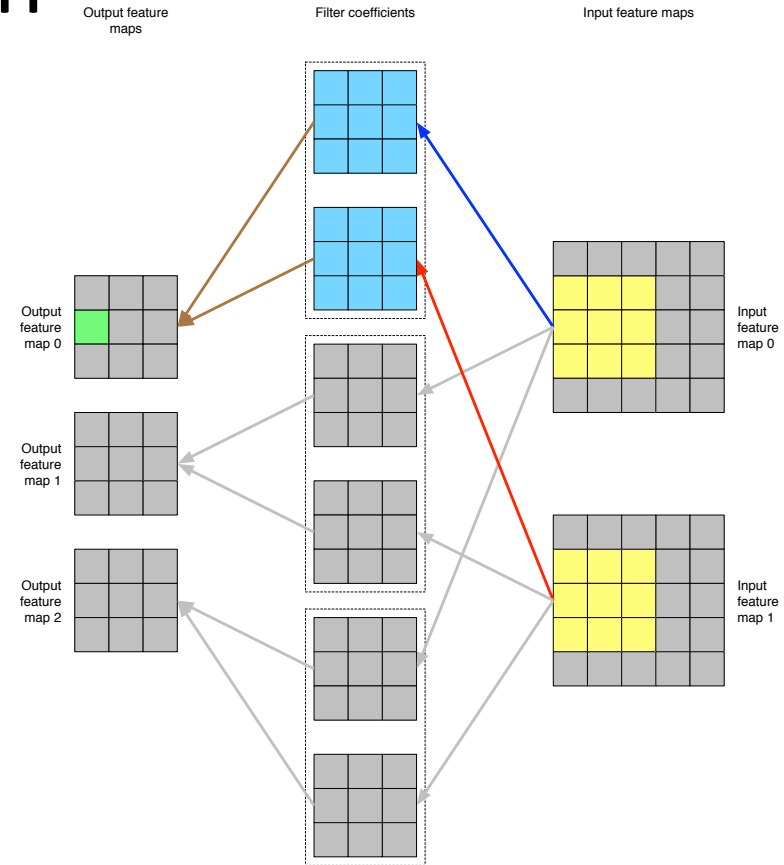 Output feature
maps
Filter coefficients
Input feature maps
Output
feature
map 0
Input
feature
map 0
Output
feature
map 1
Output
feature
map 2
Input
feature
map 1